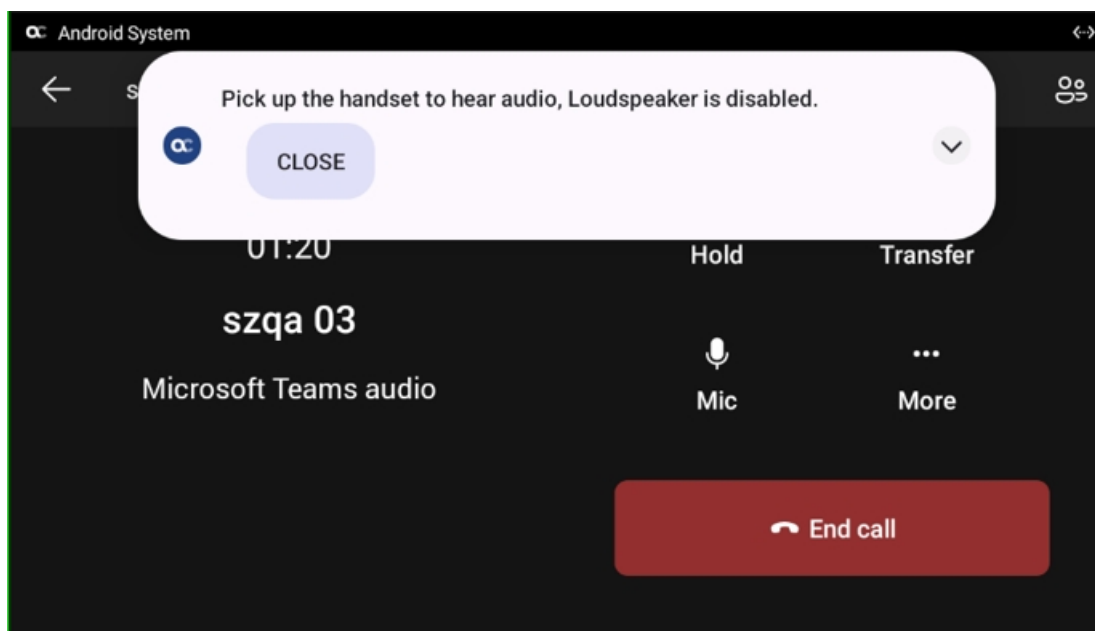 Android System
s
Pick up the handset to hear audio, Loudspeaker is disabled.
CLOSE
01:20
Hold
Transfer
szqa 03
Microsoft Teams audio
Mic
More
End call